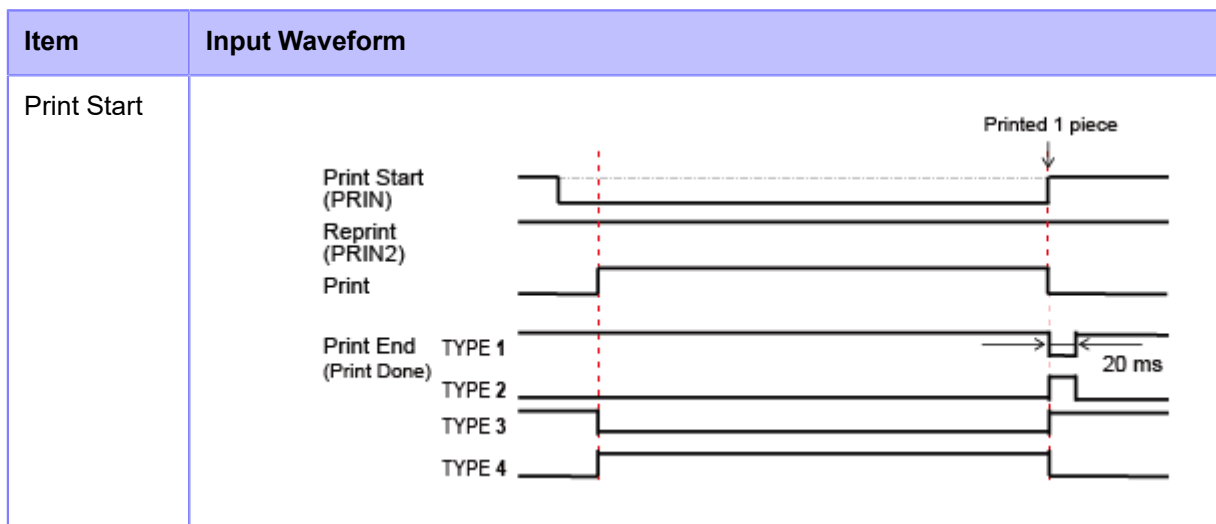 Item Input Waveform
Print Start
Printed 1 piece
Print Start
(PRIN)
Reprint
(PRIN2)
Print
Print End TYPE 1
(Print Done)
20 ms
TYPE 2
TYPE 3
TYPE 4